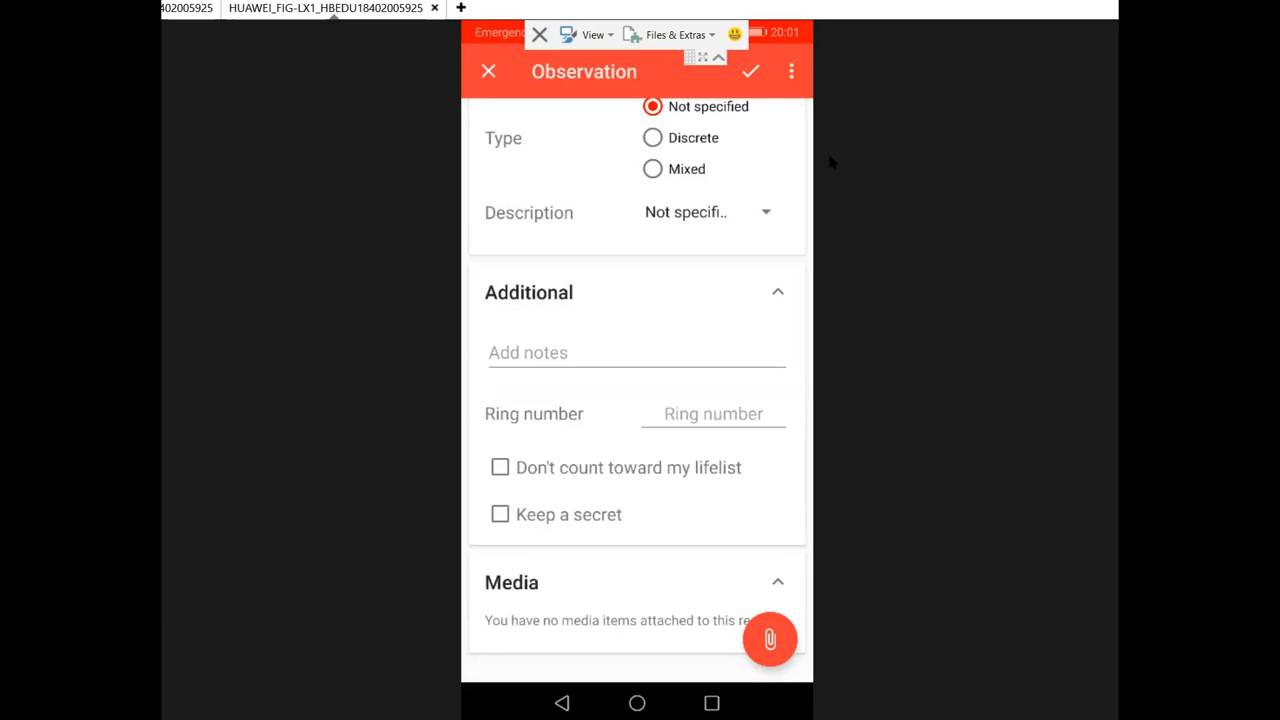 402005925 HUAWEI_FIG-LX1_HBEDU18402005925
Emergenc View Files & Extras 20:01
Observation
Not specified
Type Discrete
Mixed
Description Not specifi..
Additional
Add notes
Ring number Ring number
Don't count toward my lifelist
Keep a secret
Media
You have no media items attached to this re